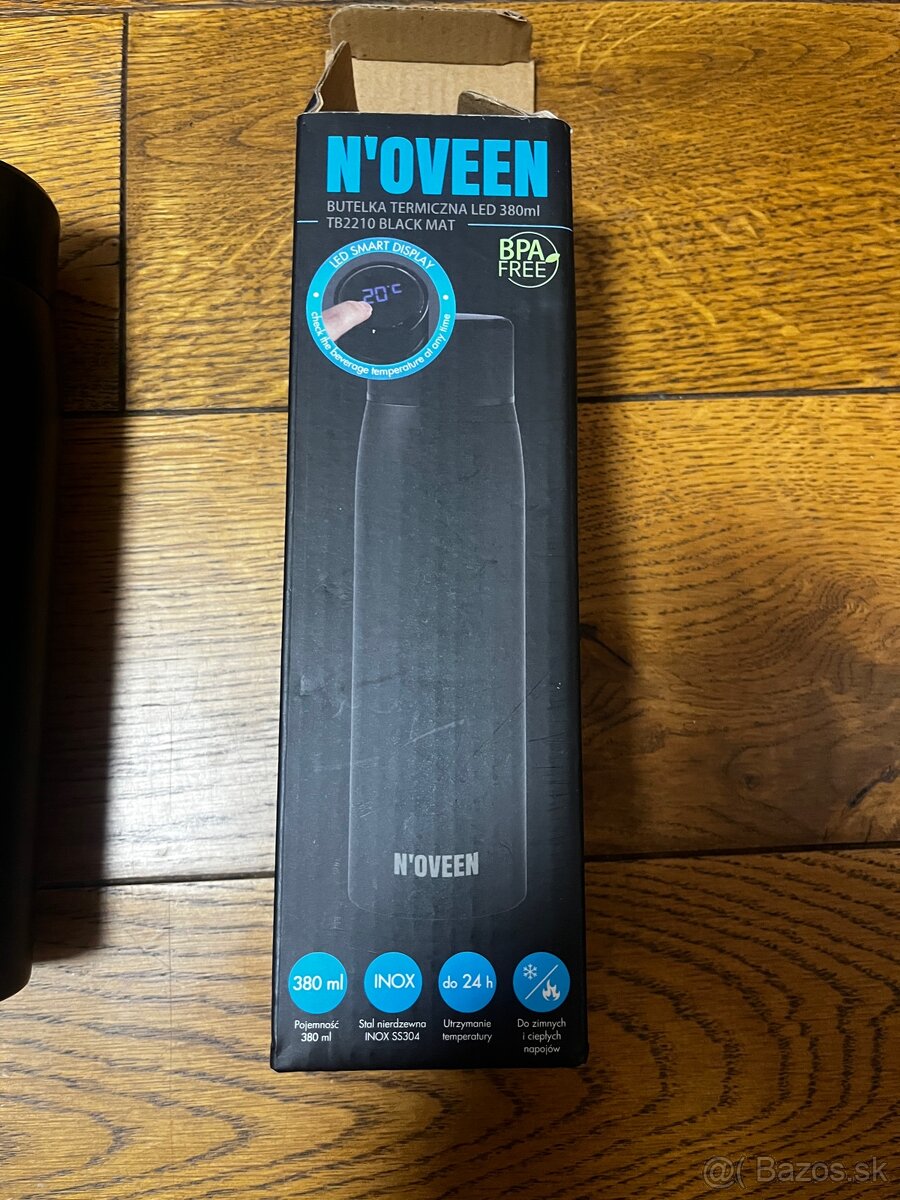 N'OVEEN
BUTELKA TERMICZNA LED 380ml
TB2210 BLACK MAT
BPA
FREE
LED SMART DISPLAY
20°C
check the beverage temperature at any time
N'OVEEN
380 ml
INOX
do 24 h
Pojemność
380 ml
Stal nierdzewna
INOX SS304
Utrzymanie
temperatury
Do zimnych
i ciepłych
napojów
@( Bazos.sk